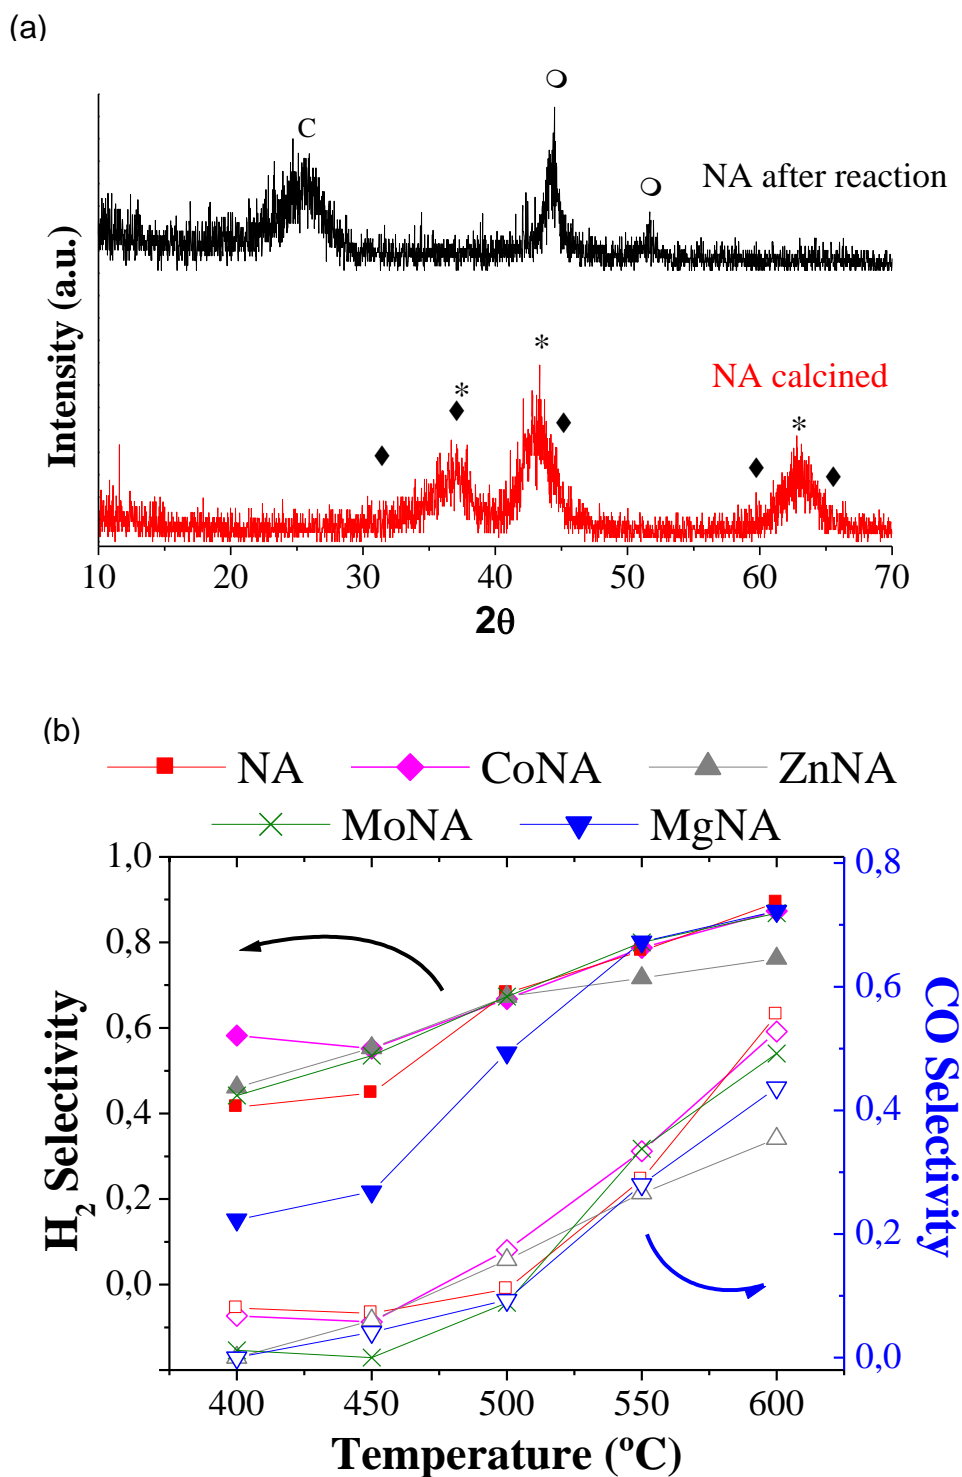 (a)
C
NA after reaction
*
*
NA calcined
*
Intensity (a.u.)
10 20 30 40 50 60 70
2θ
(b)
NA CoNA ZnNA
MoNA MgNA
1,0
0,8
0,6
0,4
0,2
0,0
H2 Selectivity
0,8
0,6
0,4
0,2
0,0
CO Selectivity
400 450 500 550 600
Temperature (ºC)